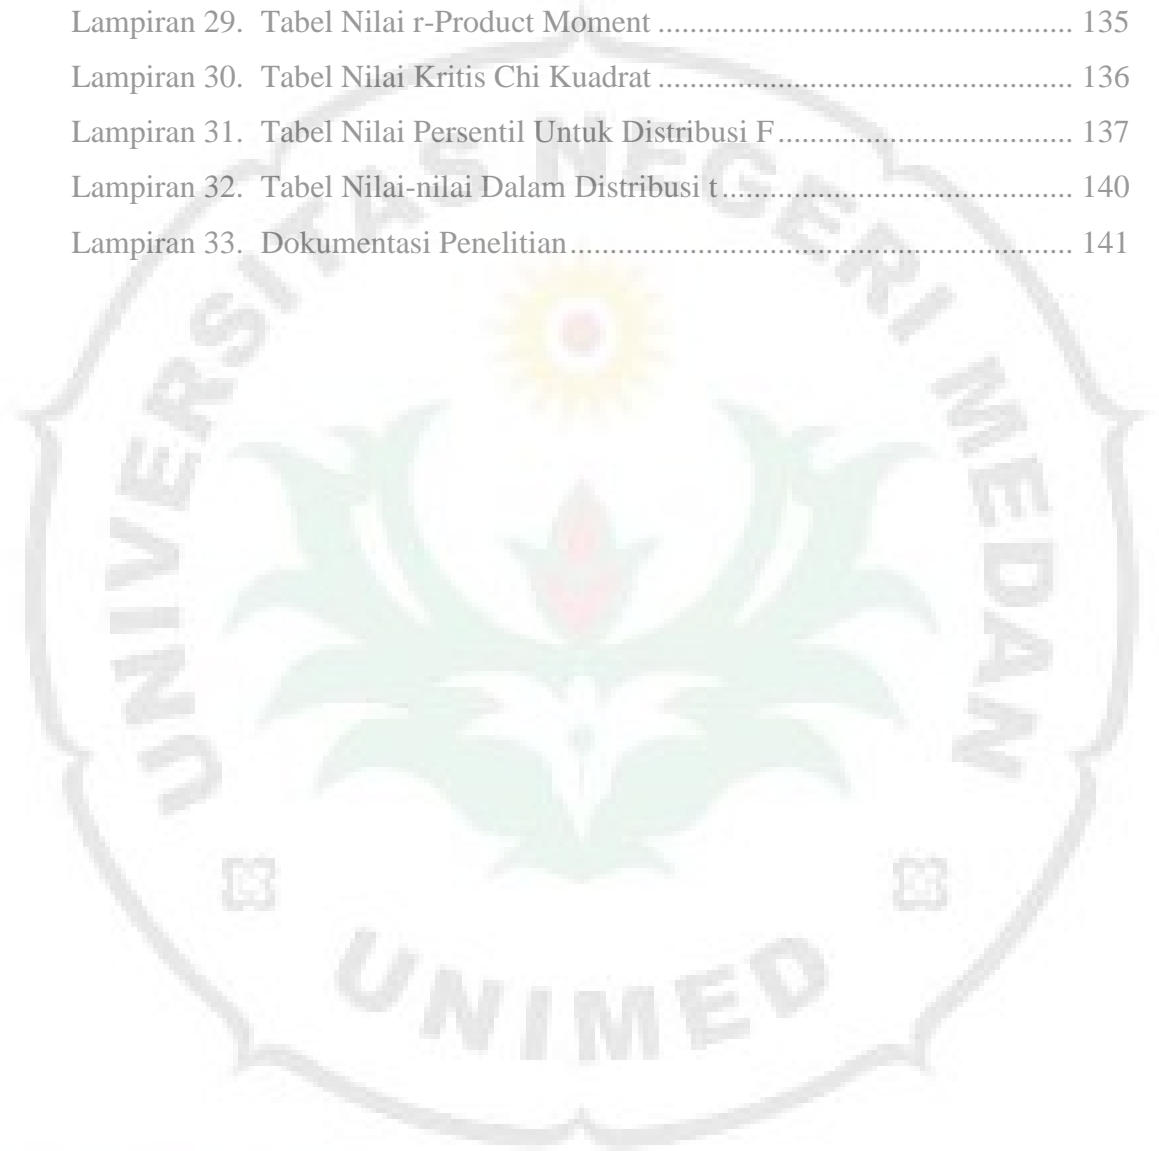 Lampiran 29. Tabel Nilai r-Product Moment ..................................................... 135
Lampiran 30. Tabel Nilai Kritis Chi Kuadrat ..................................................... 136
Lampiran 31. Tabel Nilai Persentil Untuk Distribusi F...................................... 137
Lampiran 32. Tabel Nilai-nilai Dalam Distribusi t............................................. 140
Lampiran 33. Dokumentasi Penelitian................................................................ 141
UNIVERSITAS NEGERI MEDAN
UNIMED